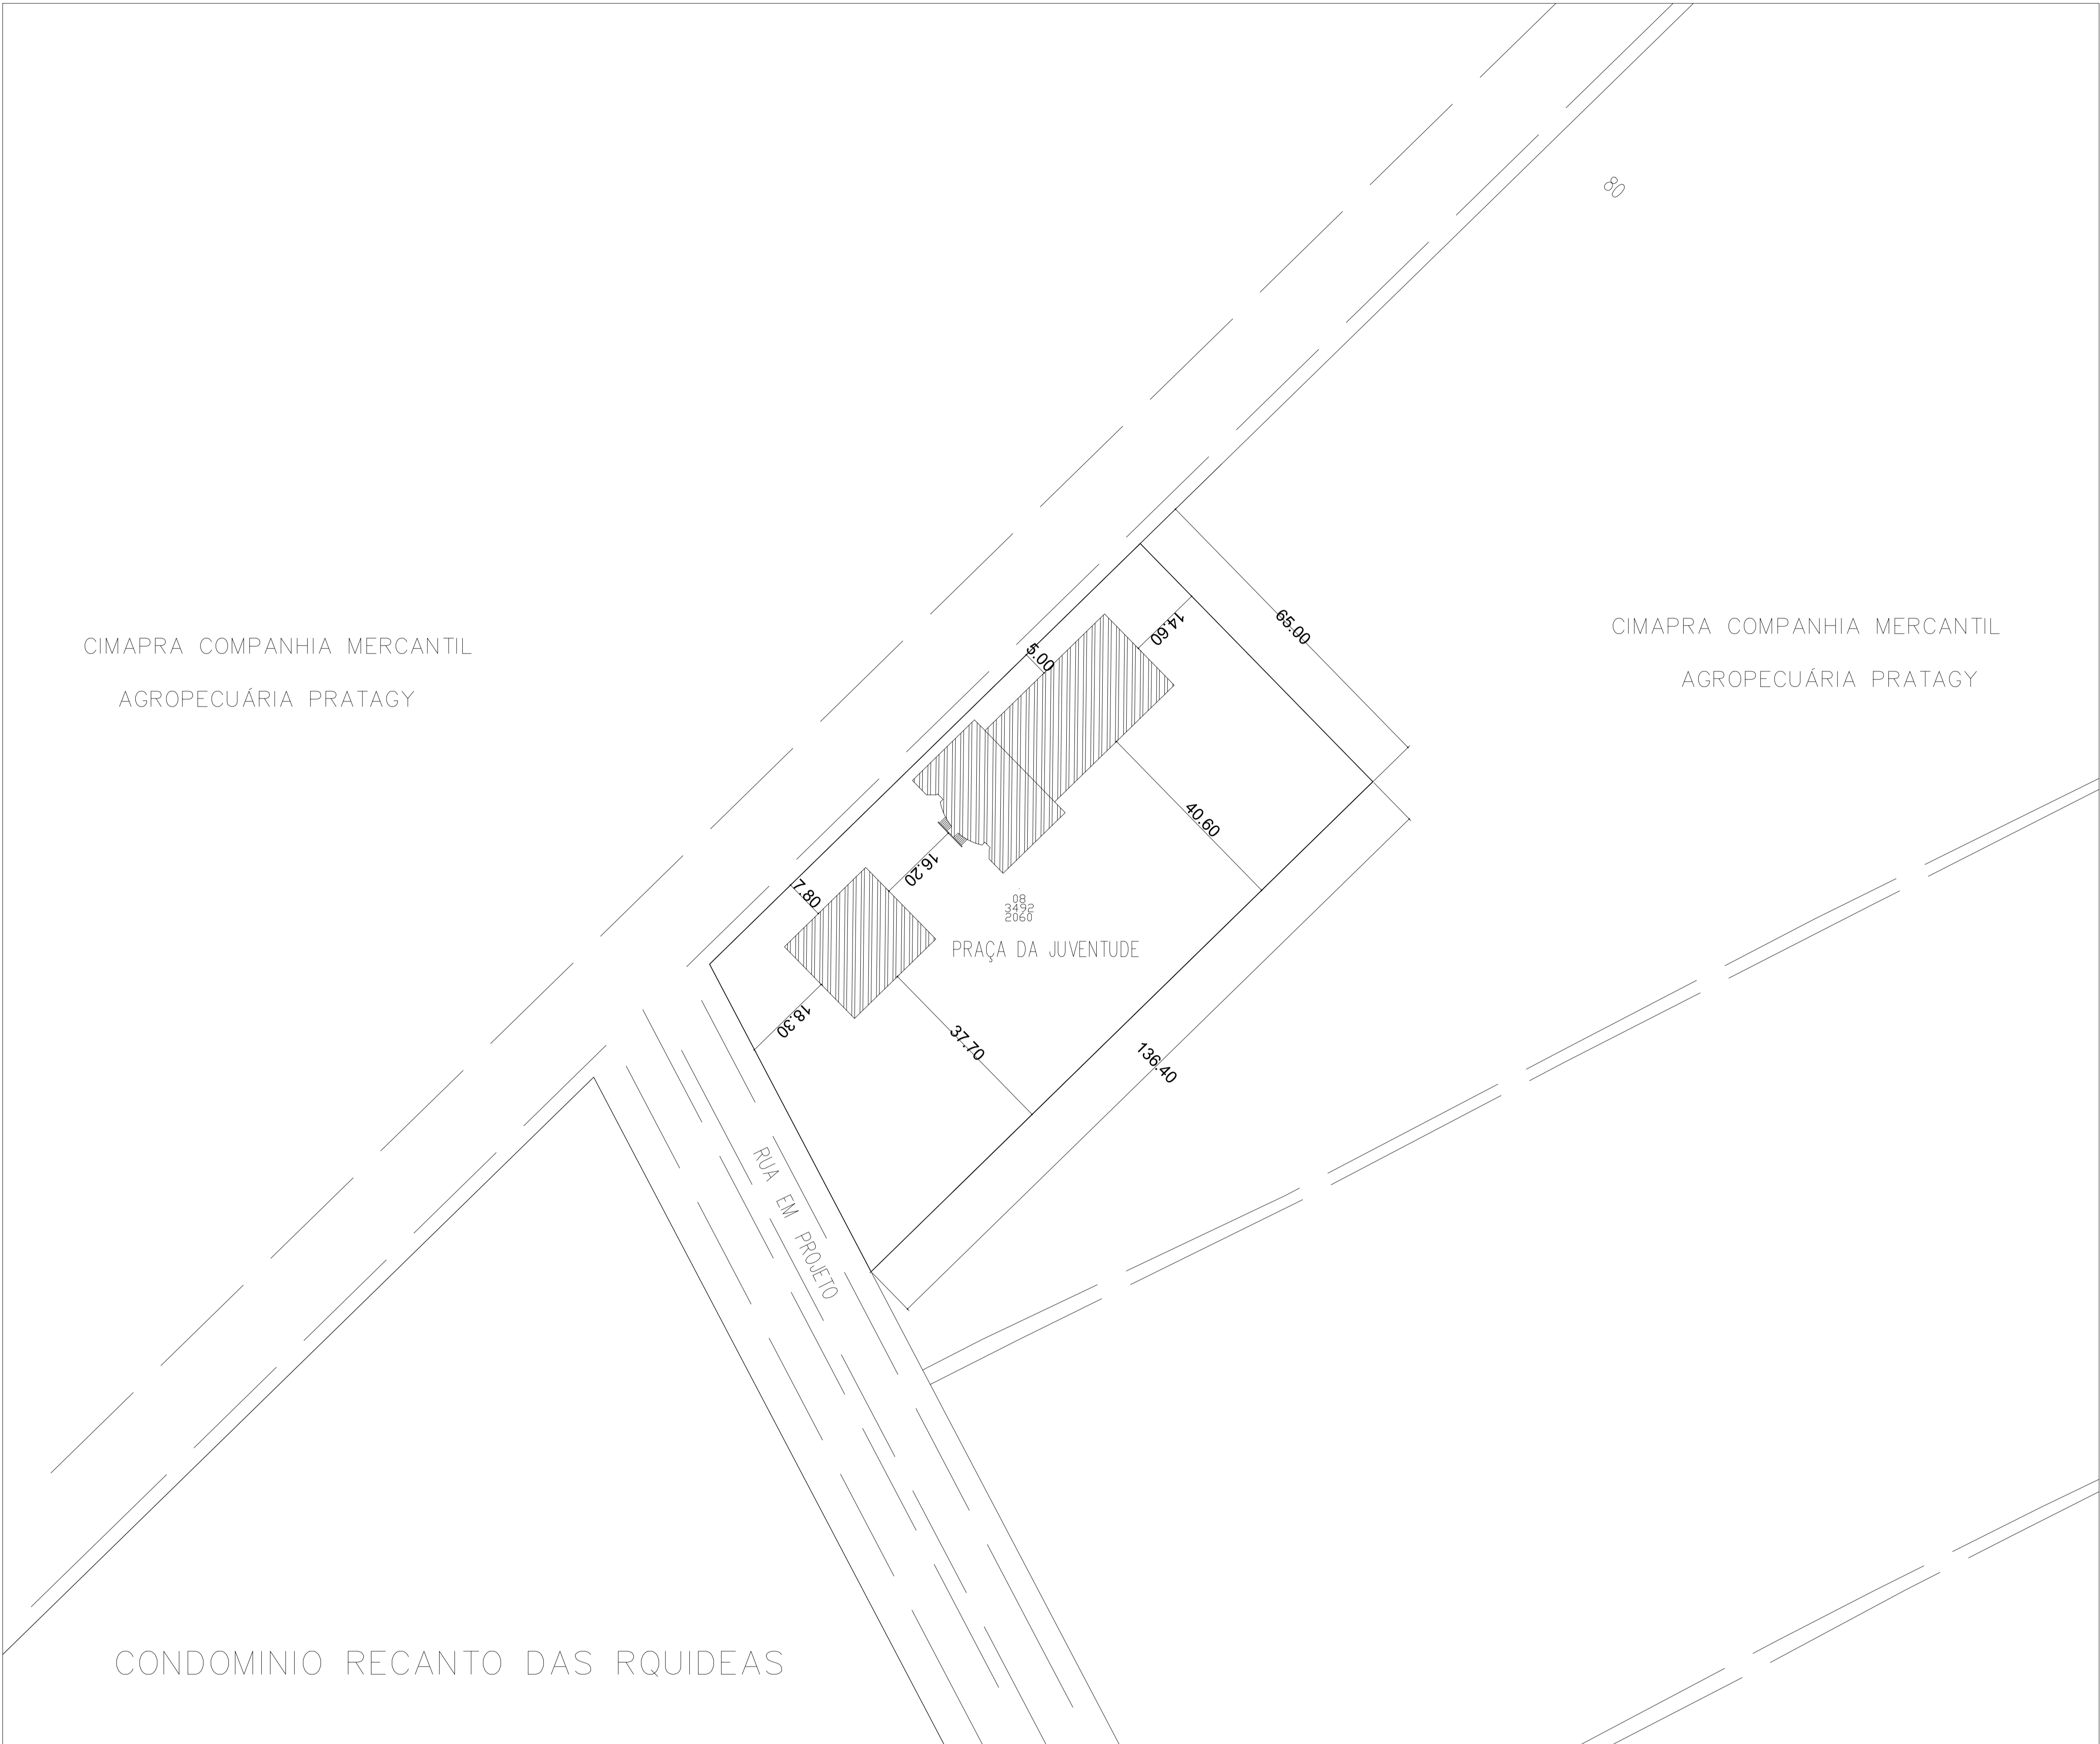 80
65.00
14.60
5.00
CIMAPRA COMPANHIA MERCANTIL
AGROPECUÁRIA PRATAGY
CIMAPRA COMPANHIA MERCANTIL
AGROPECUÁRIA PRATAGY
40.60
16.20
7.80
08
3492
2060
PRAÇA DA JUVENTUDE
18.30
37.70
136.40
RUA EM PROJETO
CONDOMINIO RECANTO DAS RQUIDEAS